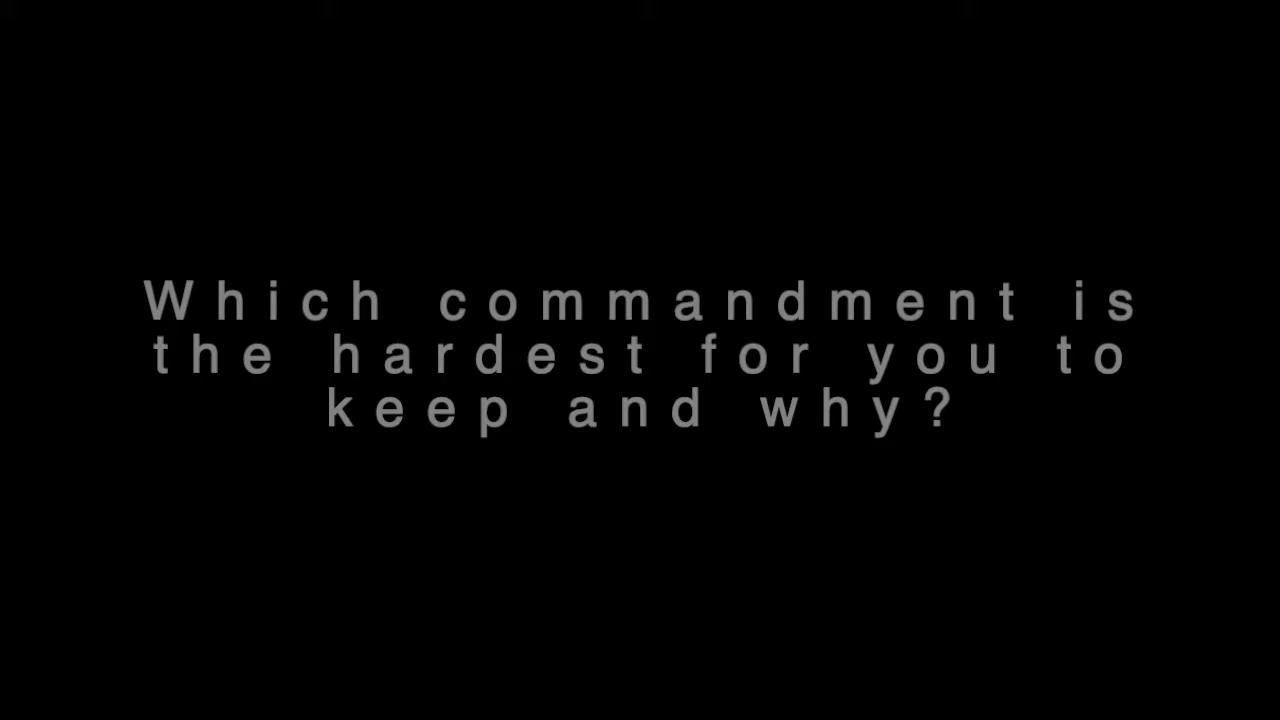 Which commandment is
the hardest for you to
keep and why?